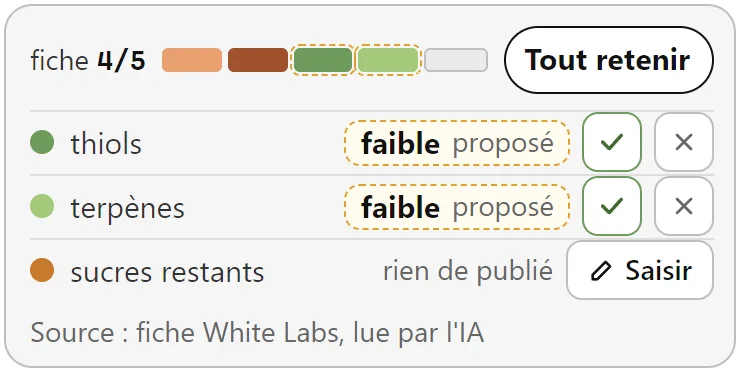 fiche 4/5 Tout retenir
thiols faible proposé
terpènes faible proposé
sucres restants rien de publié Saisir
Source : fiche White Labs, lue par l'IA